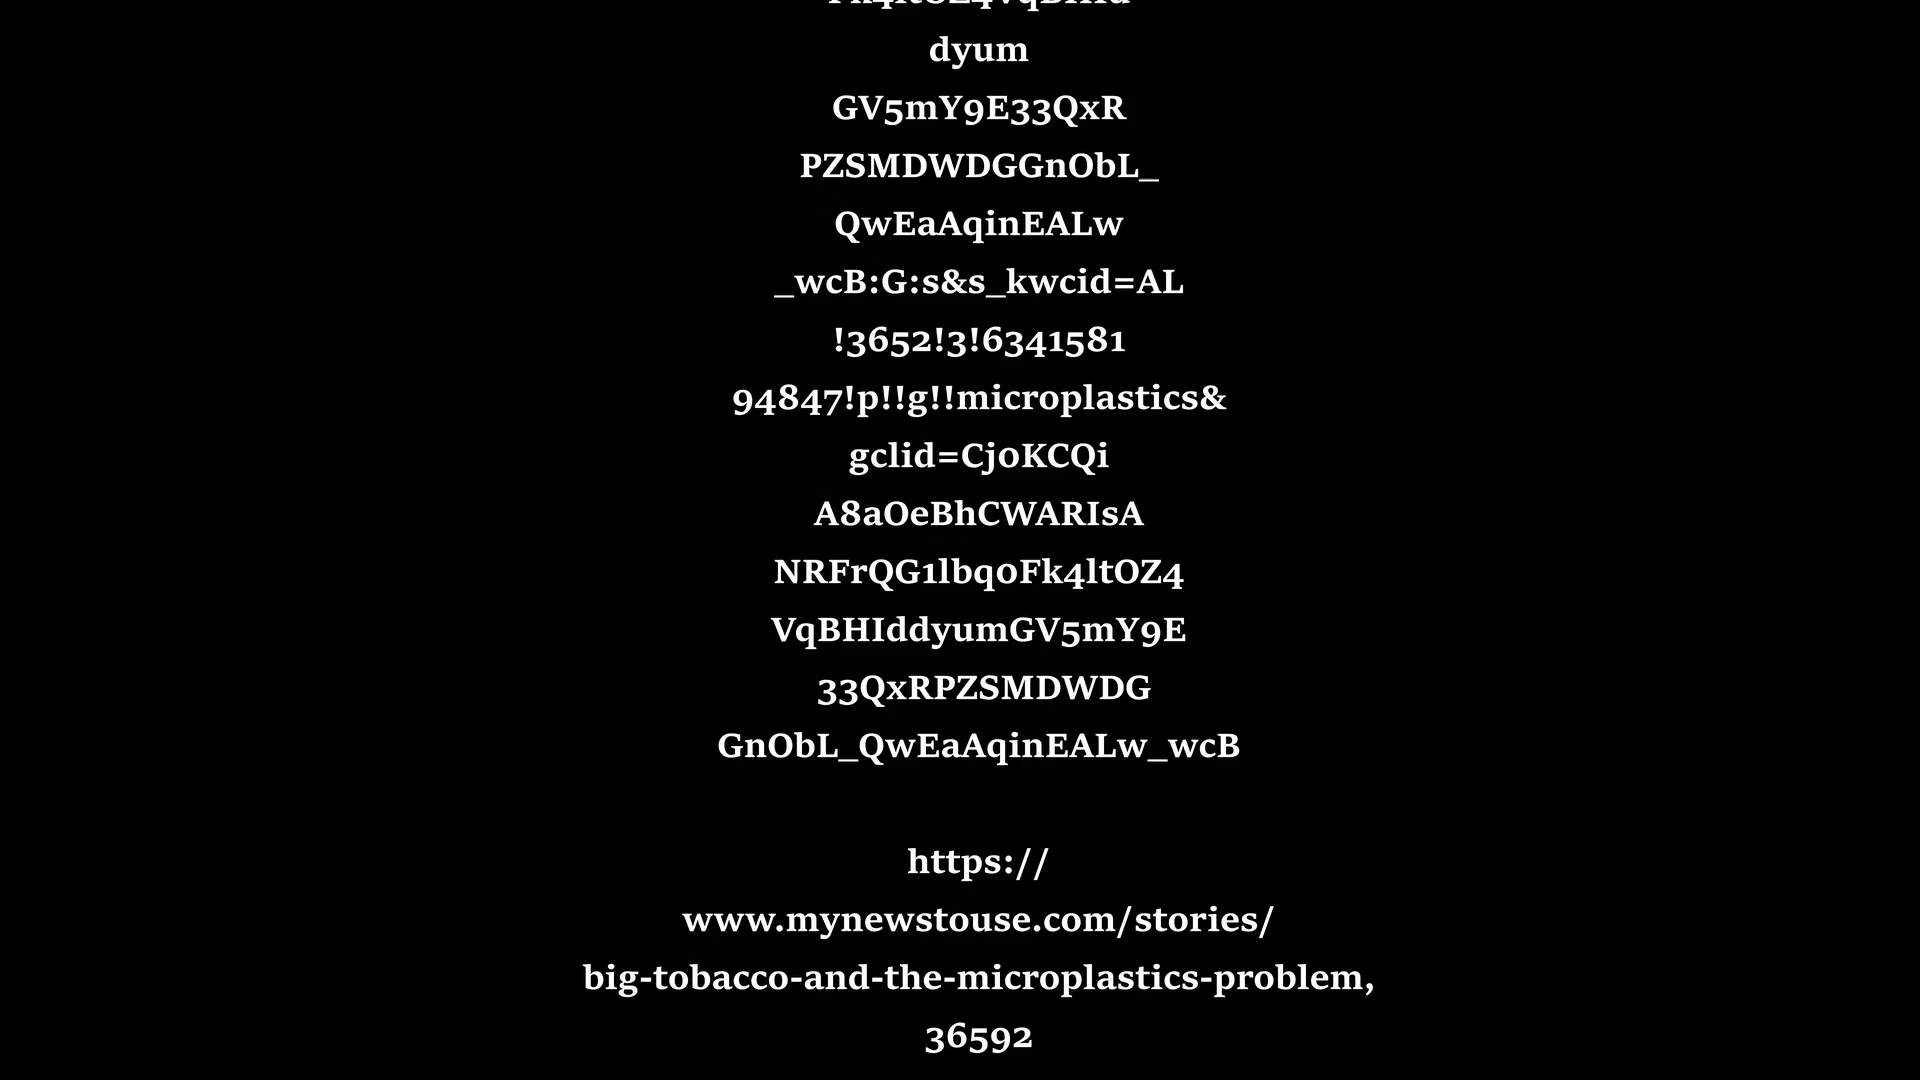 Fk4ltOZ4VqBHId
dyum
GV5mY9E33QxR
PZSMDWDGGnObL_
QwEaAqinEALw
_wcB:G:s&s_kwcid=AL
!3652!3!6341581
94847!p!!g!!microplastics&
gclid=Cj0KCQi
A8aOeBhCWARIsA
NRFrQG1lbq0Fk4ltOZ4
VqBHIddyumGV5mY9E
33QxRPZSMDWDG
GnObL_QwEaAqinEALw_wcB
https://
www.mynewstouse.com/stories/
big-tobacco-and-the-microplastics-problem,
36592